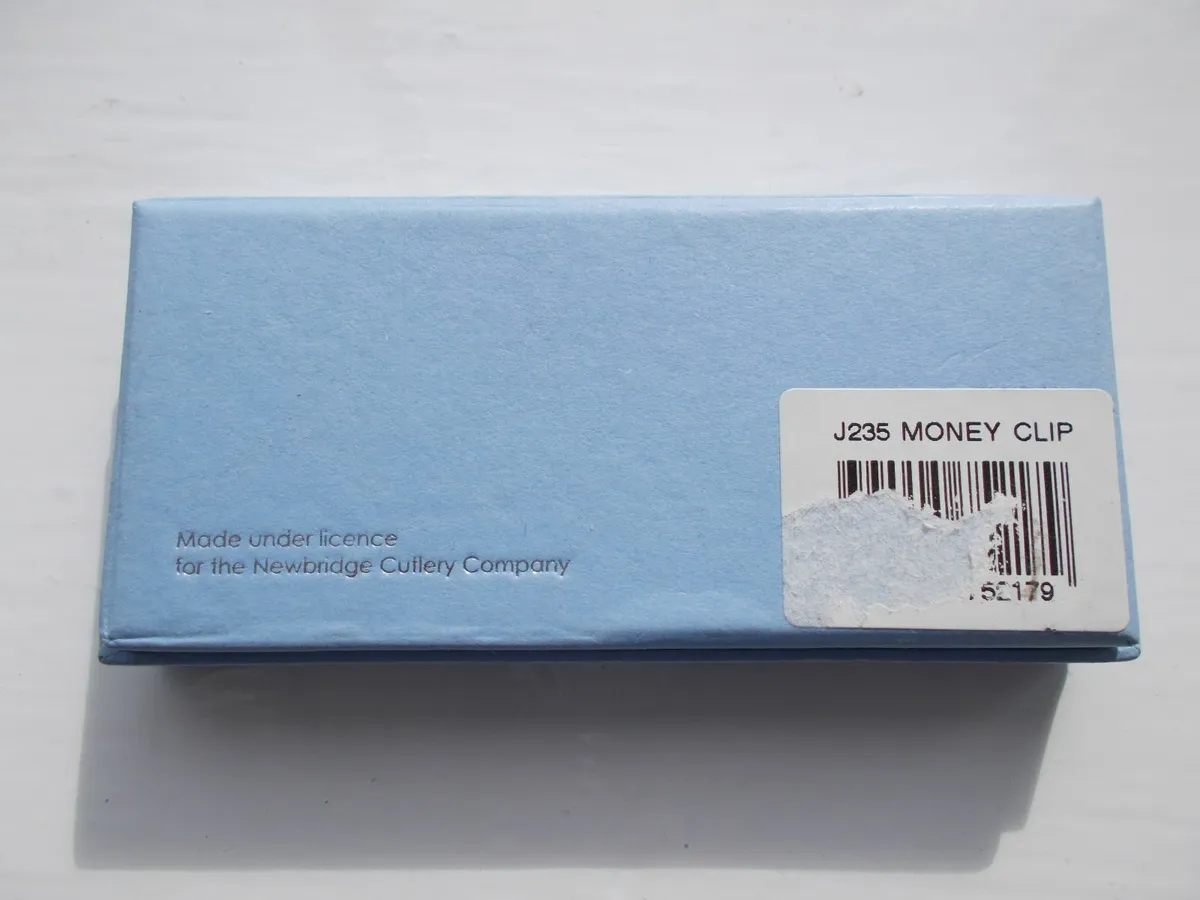 Made under licence
for the Newbridge Cutlery Company
J235 MONEY CLIP
52179